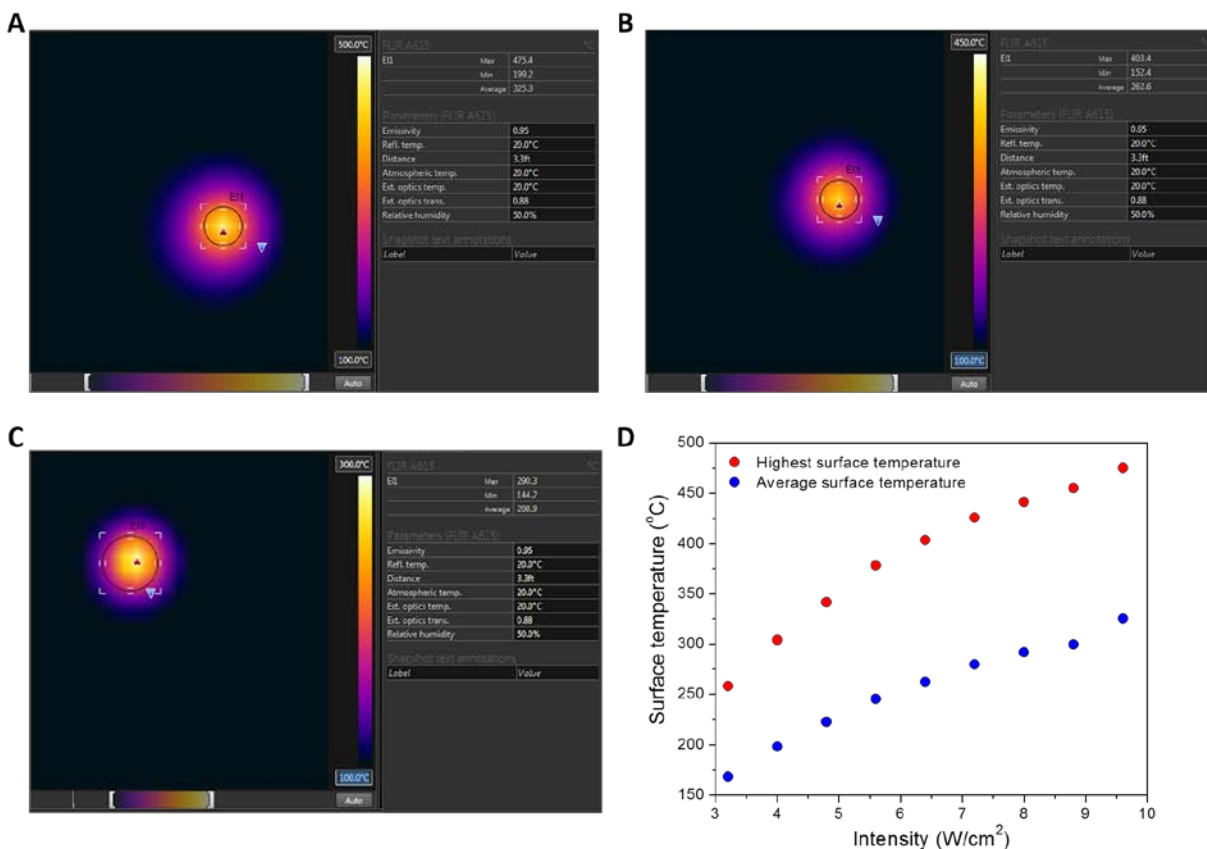 A
500.0°C
100.0°C
Auto
FLIR A615 °C
El1 Max 475.4
Min 199.2
Average 325.3
Parameters (FLIR A615)
Emissivity 0.95
Refl. temp. 20.0°C
Distance 3.3ft
Atmospheric temp. 20.0°C
Ext. optics temp. 20.0°C
Ext. optics trans. 0.88
Relative humidity 50.0%
Snapshot text annotations
Label Value
El1
B
450.0°C
100.0°C
Auto
FLIR A615 °C
El1 Max 403.4
Min 152.4
Average 262.6
Parameters (FLIR A615)
Emissivity 0.95
Refl. temp. 20.0°C
Distance 3.3ft
Atmospheric temp. 20.0°C
Ext. optics temp. 20.0°C
Ext. optics trans. 0.88
Relative humidity 50.0%
Snapshot text annotations
Label Value
El1
C
300.0°C
100.0°C
Auto
FLIR A615 °C
El1 Max 290.3
Min 144.2
Average 206.9
Parameters (FLIR A615)
Emissivity 0.95
Refl. temp. 20.0°C
Distance 3.3ft
Atmospheric temp. 20.0°C
Ext. optics temp. 20.0°C
Ext. optics trans. 0.88
Relative humidity 50.0%
Snapshot text annotations
Label Value
El1
D
Highest surface temperature
Average surface temperature
Surface temperature (°C)
500
450
400
350
300
250
200
150
3 4 5 6 7 8 9 10
Intensity (W/cm²)